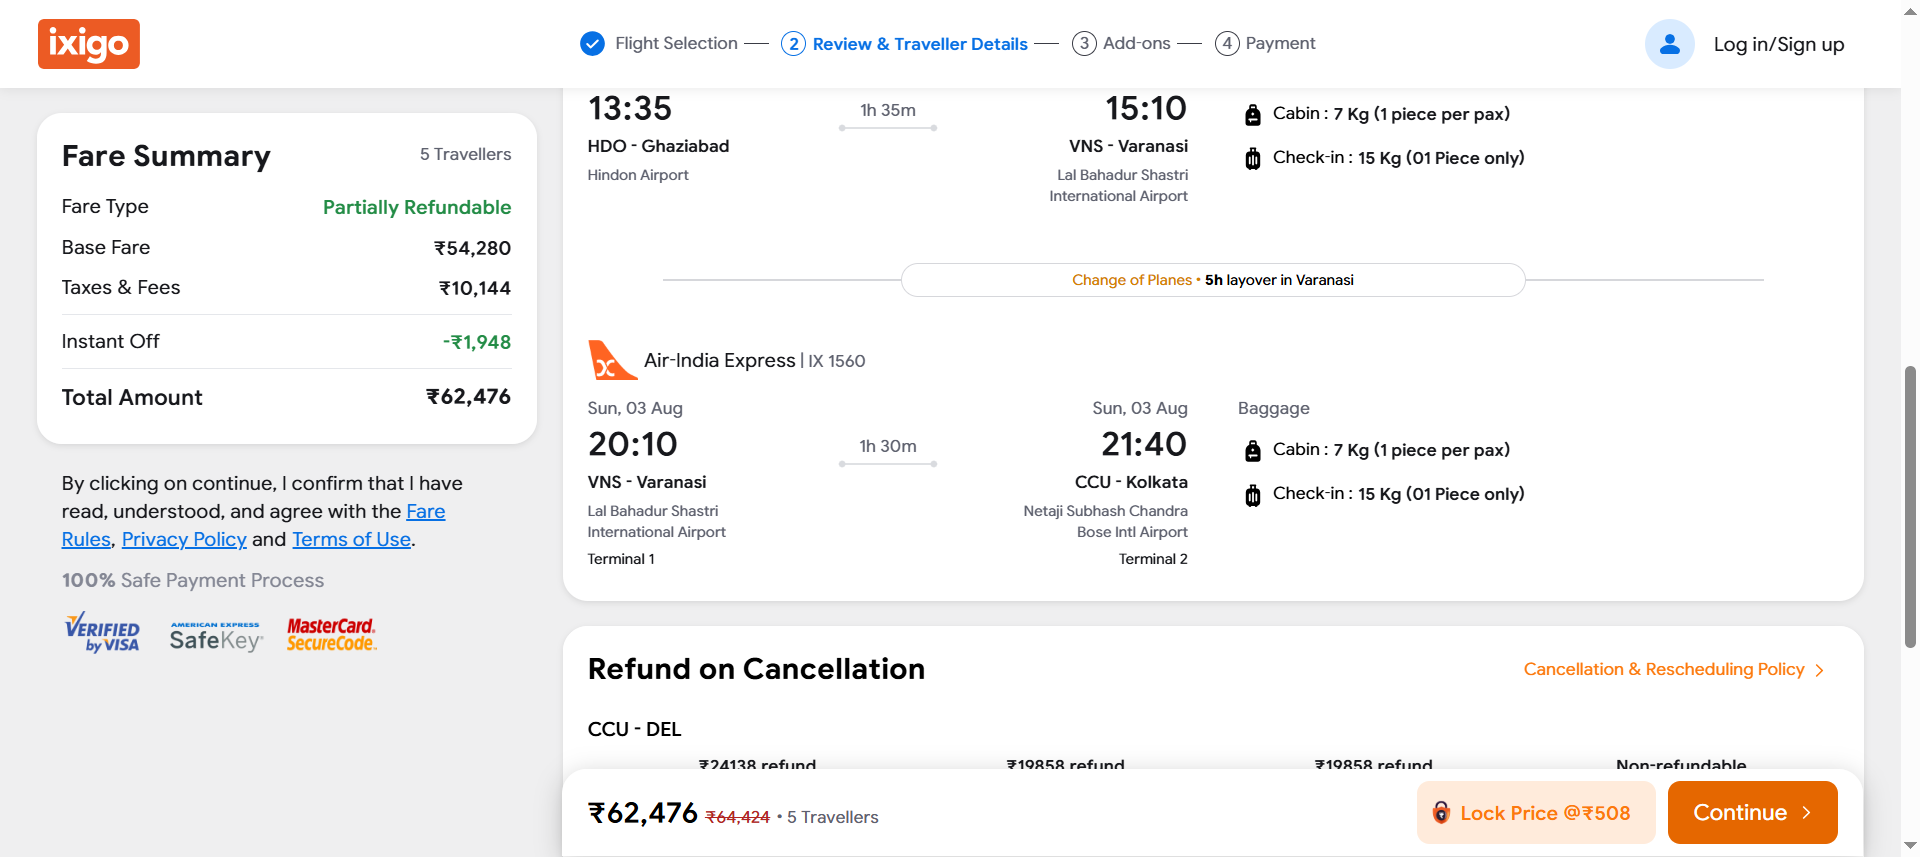 ixigo
Flight Selection
2 Review & Traveller Details
3 Add-ons
4 Payment
Log in/Sign up
Fare Summary
5 Travellers
Fare Type Partially Refundable
Base Fare ₹54,280
Taxes & Fees ₹10,144
Instant Off -₹1,948
Total Amount ₹62,476
By clicking on continue, I confirm that I have
read, understood, and agree with the Fare
Rules, Privacy Policy and Terms of Use.
100% Safe Payment Process
VERIFIED
by VISA
AMERICAN EXPRESS
SafeKey
MasterCard.
SecureCode.
13:35 1h 35m 15:10
HDO - Ghaziabad VNS - Varanasi
Hindon Airport Lal Bahadur Shastri
International Airport
Cabin : 7 Kg (1 piece per pax)
Check-in : 15 Kg (01 Piece only)
Change of Planes • 5h layover in Varanasi
Air-India Express | IX 1560
Sun, 03 Aug Sun, 03 Aug Baggage
20:10 1h 30m 21:40
VNS - Varanasi CCU - Kolkata
Lal Bahadur Shastri Netaji Subhash Chandra
International Airport Bose Intl Airport
Terminal 1 Terminal 2
Cabin : 7 Kg (1 piece per pax)
Check-in : 15 Kg (01 Piece only)
Refund on Cancellation
Cancellation & Rescheduling Policy
CCU - DEL
₹24138 refund ₹19858 refund ₹19858 refund Non-refundable
₹62,476 ₹64,424 • 5 Travellers
Lock Price @₹508
Continue